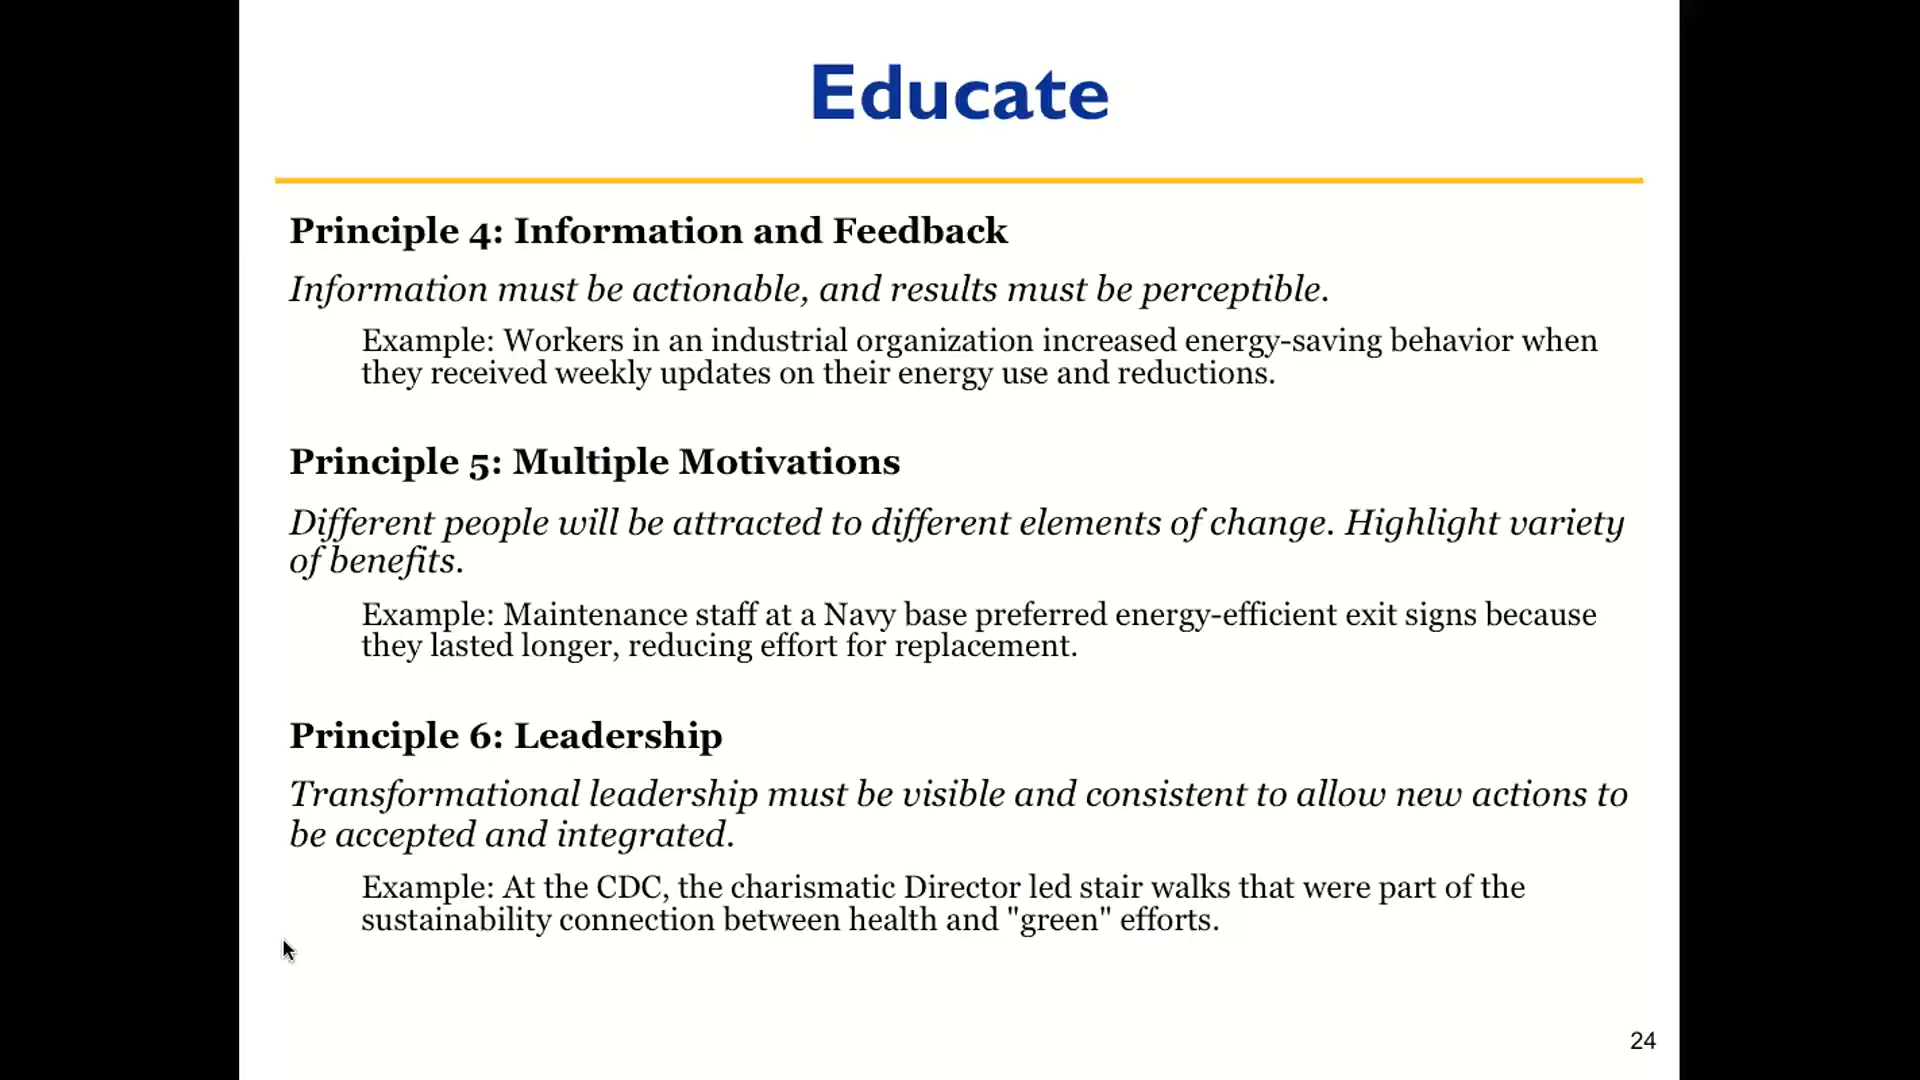 Educate
Principle 4: Information and Feedback
Information must be actionable, and results must be perceptible.
Example: Workers in an industrial organization increased energy-saving behavior when
they received weekly updates on their energy use and reductions.
Principle 5: Multiple Motivations
Different people will be attracted to different elements of change. Highlight variety
of benefits.
Example: Maintenance staff at a Navy base preferred energy-efficient exit signs because
they lasted longer, reducing effort for replacement.
Principle 6: Leadership
Transformational leadership must be visible and consistent to allow new actions to
be accepted and integrated.
Example: At the CDC, the charismatic Director led stair walks that were part of the
sustainability connection between health and "green" efforts.
24